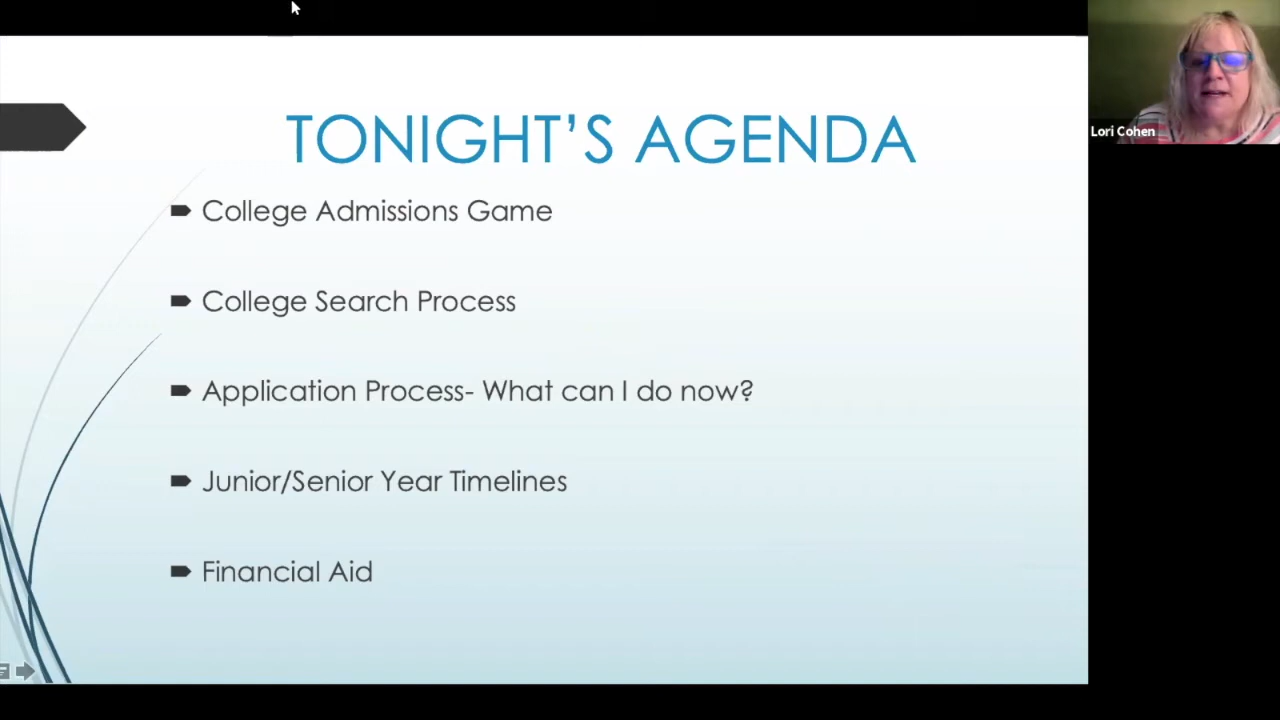 TONIGHT’S AGENDA
College Admissions Game
College Search Process
Application Process- What can I do now?
Junior/Senior Year Timelines
Financial Aid
Lori Cohen